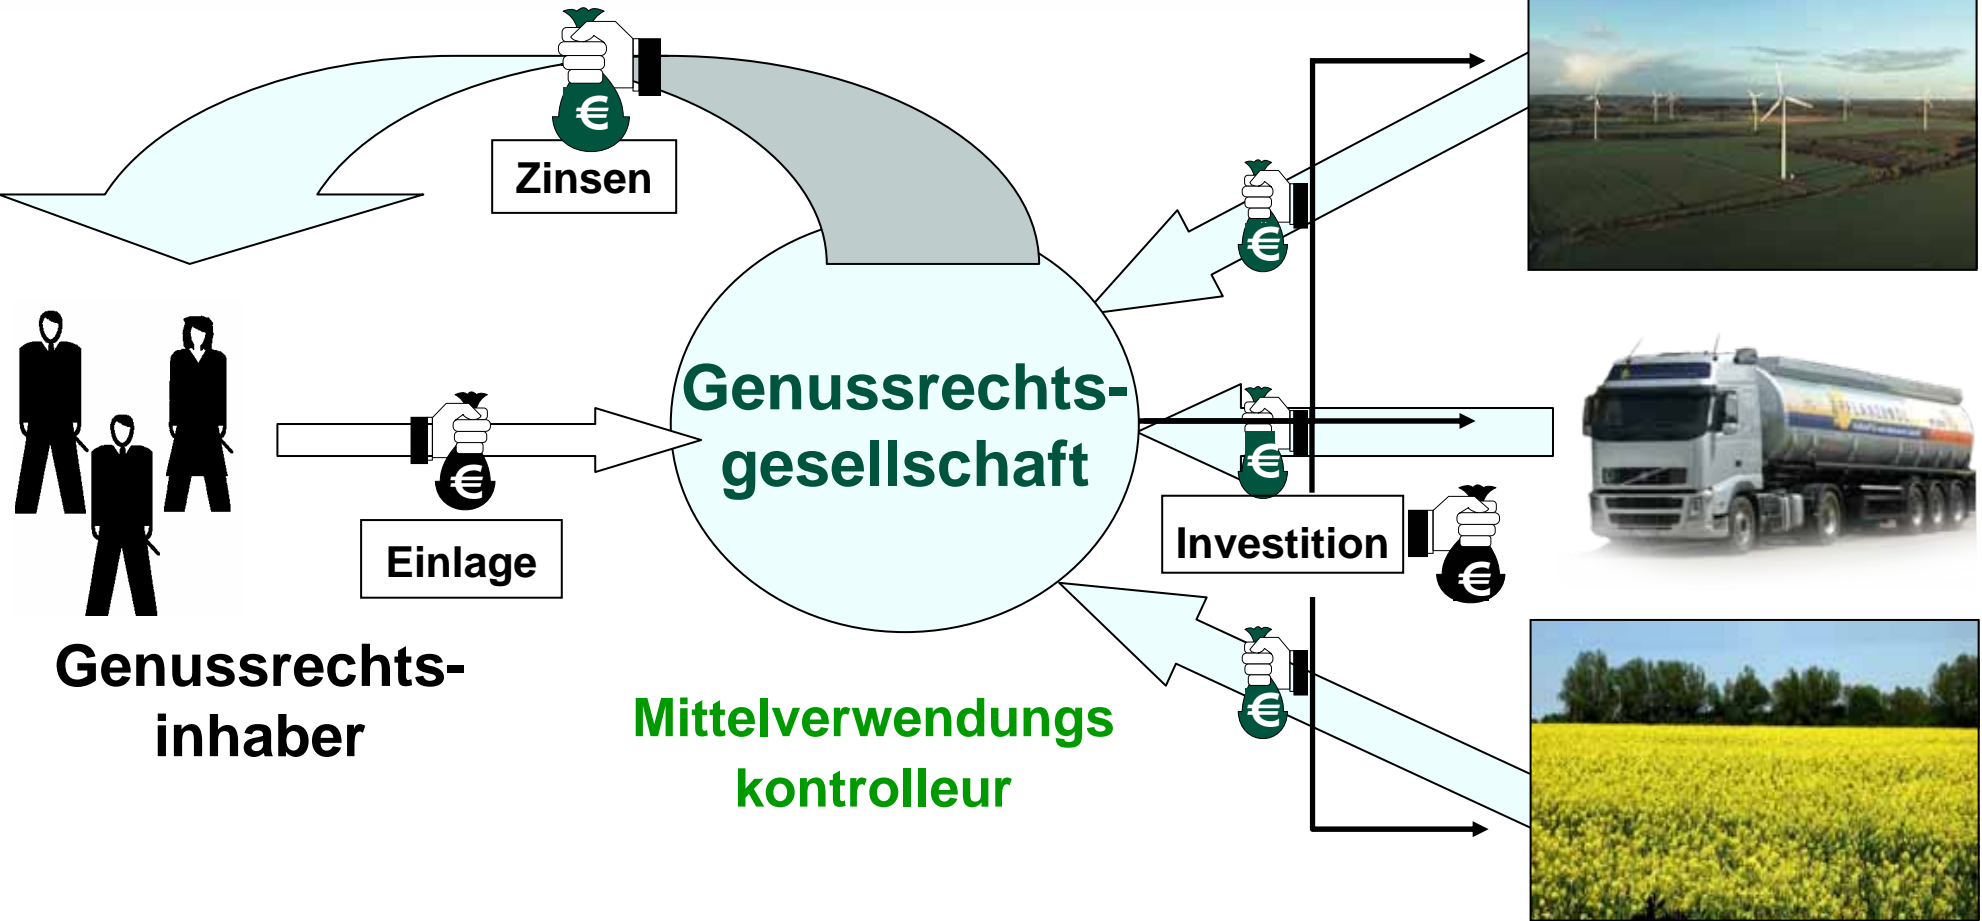 Zinsen
Genussrechts-
gesellschaft
Einlage
Investition
Genussrechts-
inhaber
Mittelverwendungs
kontrolleur
€
€
€
€
€
€